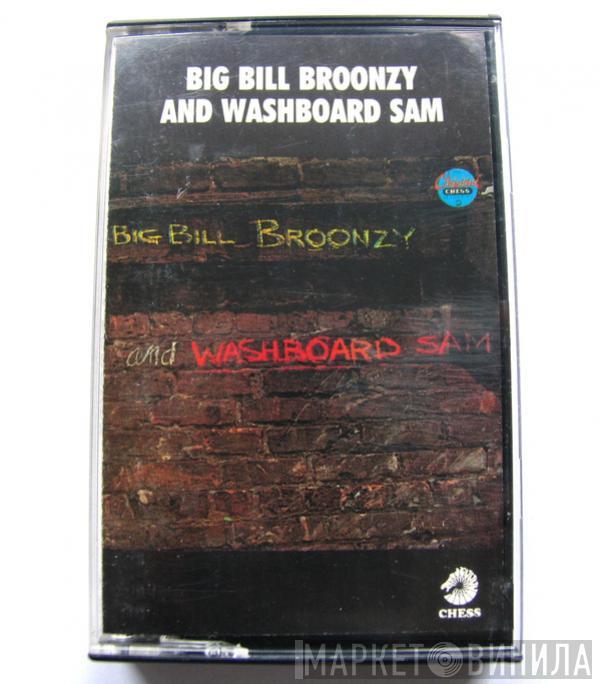 BIG BILL BROONZY
AND WASHBOARD SAM
CHESS
BIG BILL BROONZY
and WASHBOARD SAM
CHESS
МАРКЕТ ВИНИЛА